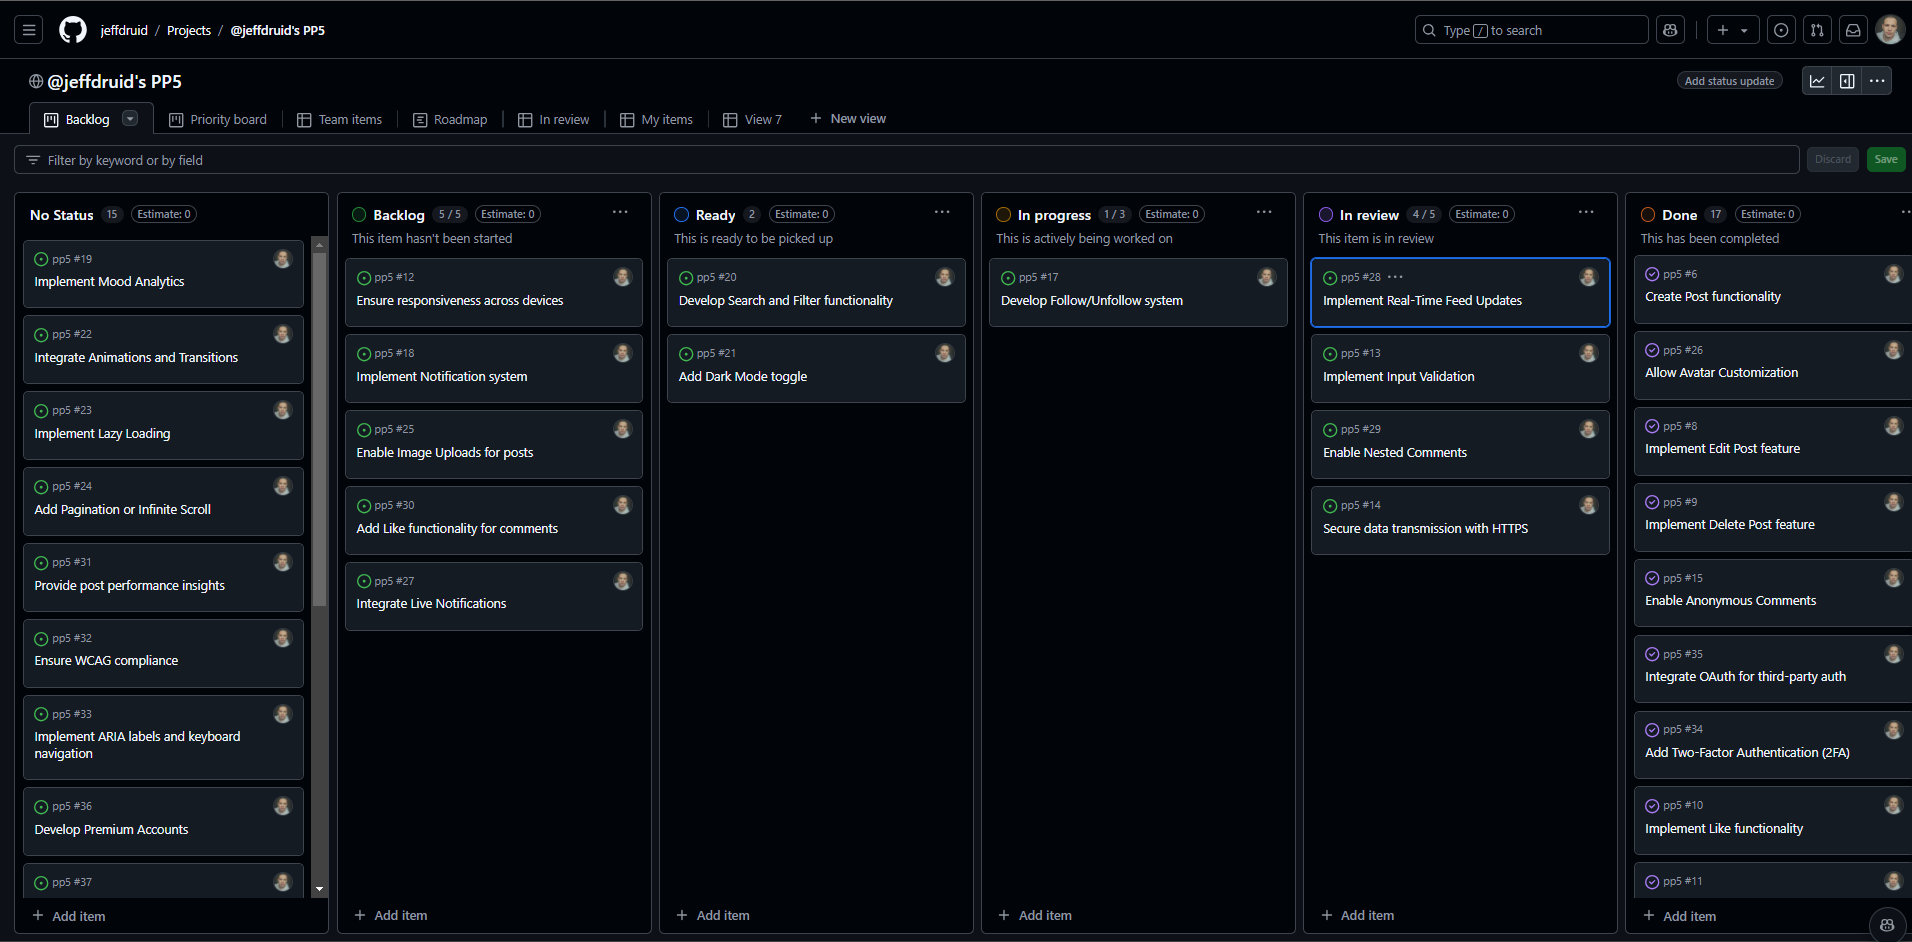 jeffdruid / Projects / @jeffdruid's PP5
Type / to search
@jeffdruid's PP5
Add status update
Backlog
Priority board
Team items
Roadmap
In review
My items
View 7
New view
Filter by keyword or by field
Discard
Save
No Status 15 Estimate: 0
pp5 #19
Implement Mood Analytics
pp5 #22
Integrate Animations and Transitions
pp5 #23
Implement Lazy Loading
pp5 #24
Add Pagination or Infinite Scroll
pp5 #31
Provide post performance insights
pp5 #32
Ensure WCAG compliance
pp5 #33
Implement ARIA labels and keyboard
navigation
pp5 #36
Develop Premium Accounts
pp5 #37
Add item
Backlog 5 / 5 Estimate: 0
This item hasn't been started
pp5 #12
Ensure responsiveness across devices
pp5 #18
Implement Notification system
pp5 #25
Enable Image Uploads for posts
pp5 #30
Add Like functionality for comments
pp5 #27
Integrate Live Notifications
Add item
Ready 2 Estimate: 0
This is ready to be picked up
pp5 #20
Develop Search and Filter functionality
pp5 #21
Add Dark Mode toggle
Add item
In progress 1 / 3 Estimate: 0
This is actively being worked on
pp5 #17
Develop Follow/Unfollow system
Add item
In review 4 / 5 Estimate: 0
This item is in review
pp5 #28
Implement Real-Time Feed Updates
pp5 #13
Implement Input Validation
pp5 #29
Enable Nested Comments
pp5 #14
Secure data transmission with HTTPS
Add item
Done 17 Estimate: 0
This has been completed
pp5 #6
Create Post functionality
pp5 #26
Allow Avatar Customization
pp5 #8
Implement Edit Post feature
pp5 #9
Implement Delete Post feature
pp5 #15
Enable Anonymous Comments
pp5 #35
Integrate OAuth for third-party auth
pp5 #34
Add Two-Factor Authentication (2FA)
pp5 #10
Implement Like functionality
pp5 #11
Add item